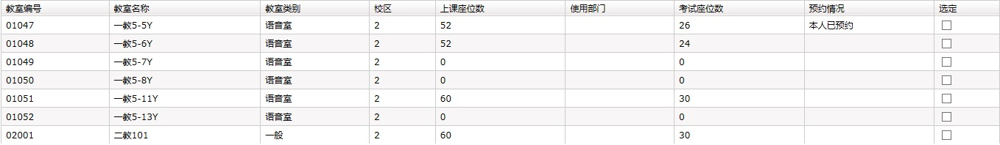 教室编号 教室名称 教室类别 校区 上课座位数 使用部门 考试座位数 预约情况 选定
01047 一教5-5Y 语音室 2 52 26 本人已预约
01048 一教5-6Y 语音室 2 52 24
01049 一教5-7Y 语音室 2 0 0
01050 一教5-8Y 语音室 2 0 0
01051 一教5-11Y 语音室 2 60 30
01052 一教5-13Y 语音室 2 0 0
02001 二教101 一般 2 60 30